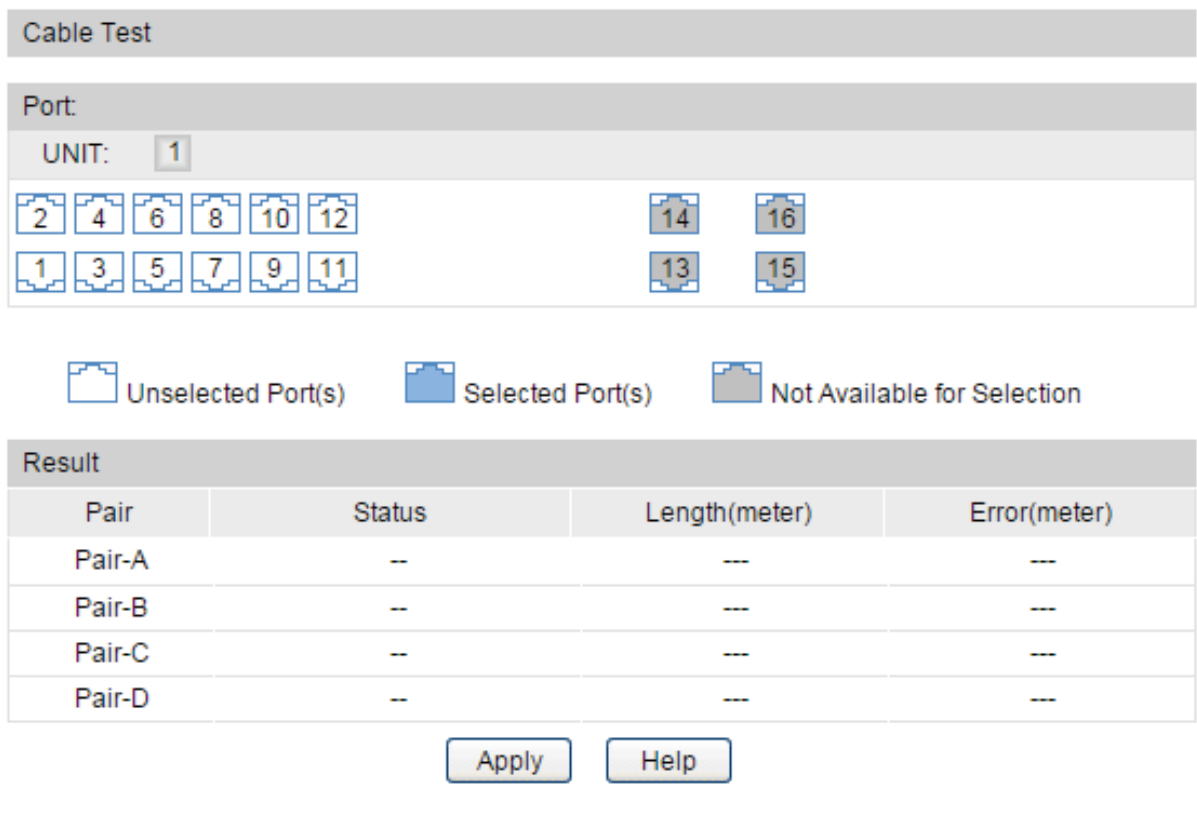 Cable Test
Port:
UNIT: 1
2 4 6 8 10 12 14 16
1 3 5 7 9 11 13 15
Unselected Port(s) Selected Port(s) Not Available for Selection
Result
Pair Status Length(meter) Error(meter)
Pair-A -- --- ---
Pair-B -- --- ---
Pair-C -- --- ---
Pair-D -- --- ---
Apply Help